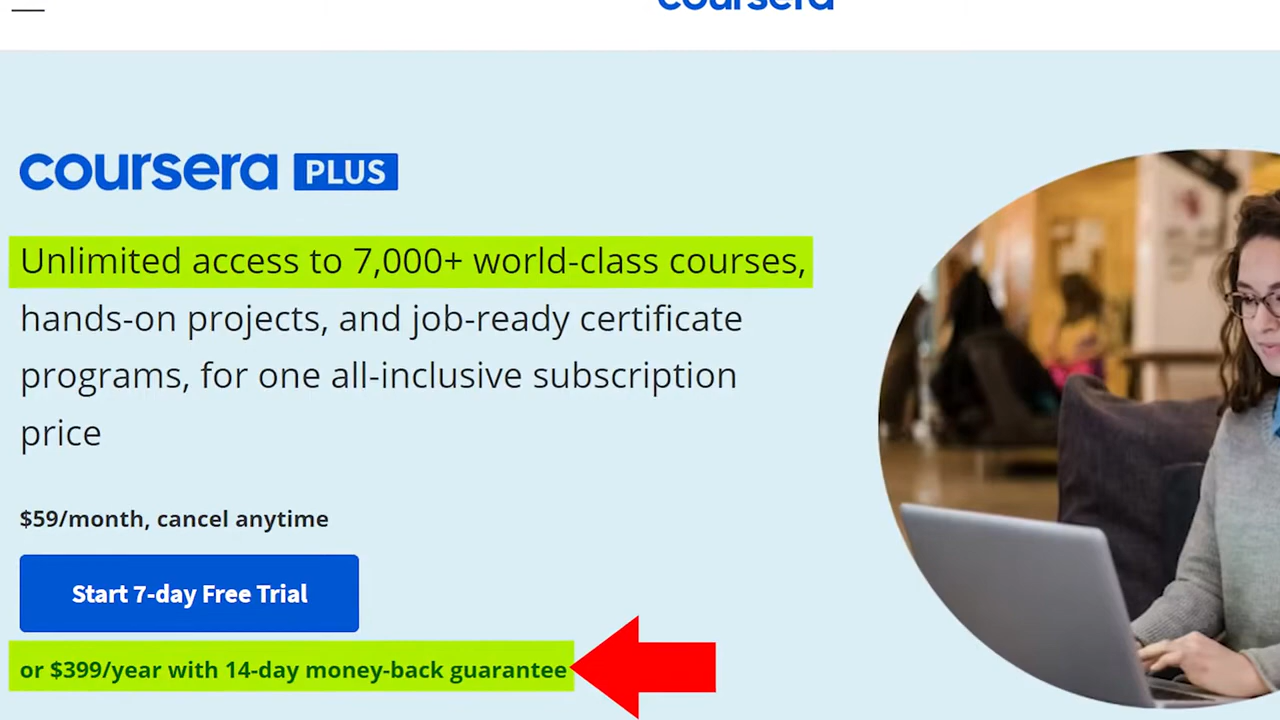 coursera
coursera PLUS
Unlimited access to 7,000+ world-class courses,
hands-on projects, and job-ready certificate
programs, for one all-inclusive subscription
price
$59/month, cancel anytime
Start 7-day Free Trial
or $399/year with 14-day money-back guarantee